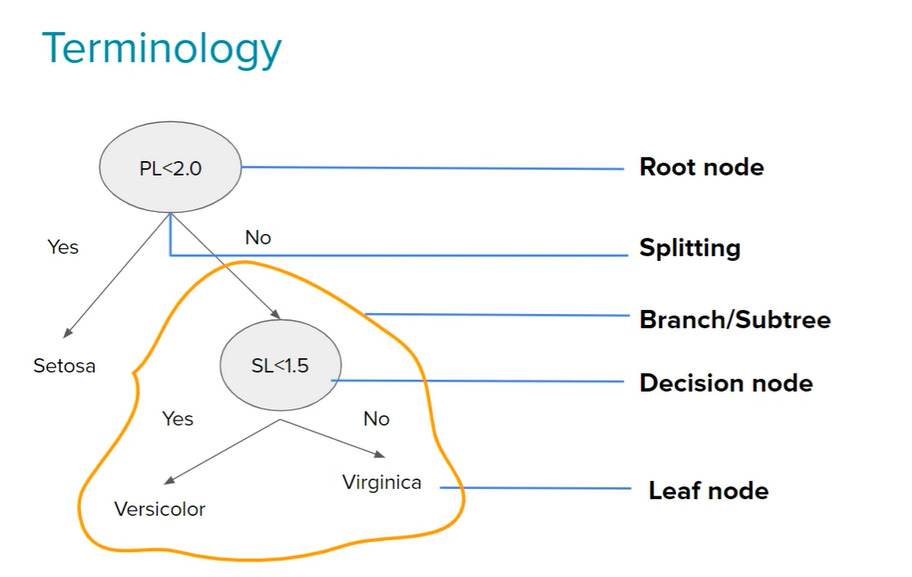 Terminology
PL<2.0
Root node
Yes
No
Splitting
Branch/Subtree
Setosa
SL<1.5
Decision node
Yes
No
Virginica
Leaf node
Versicolor